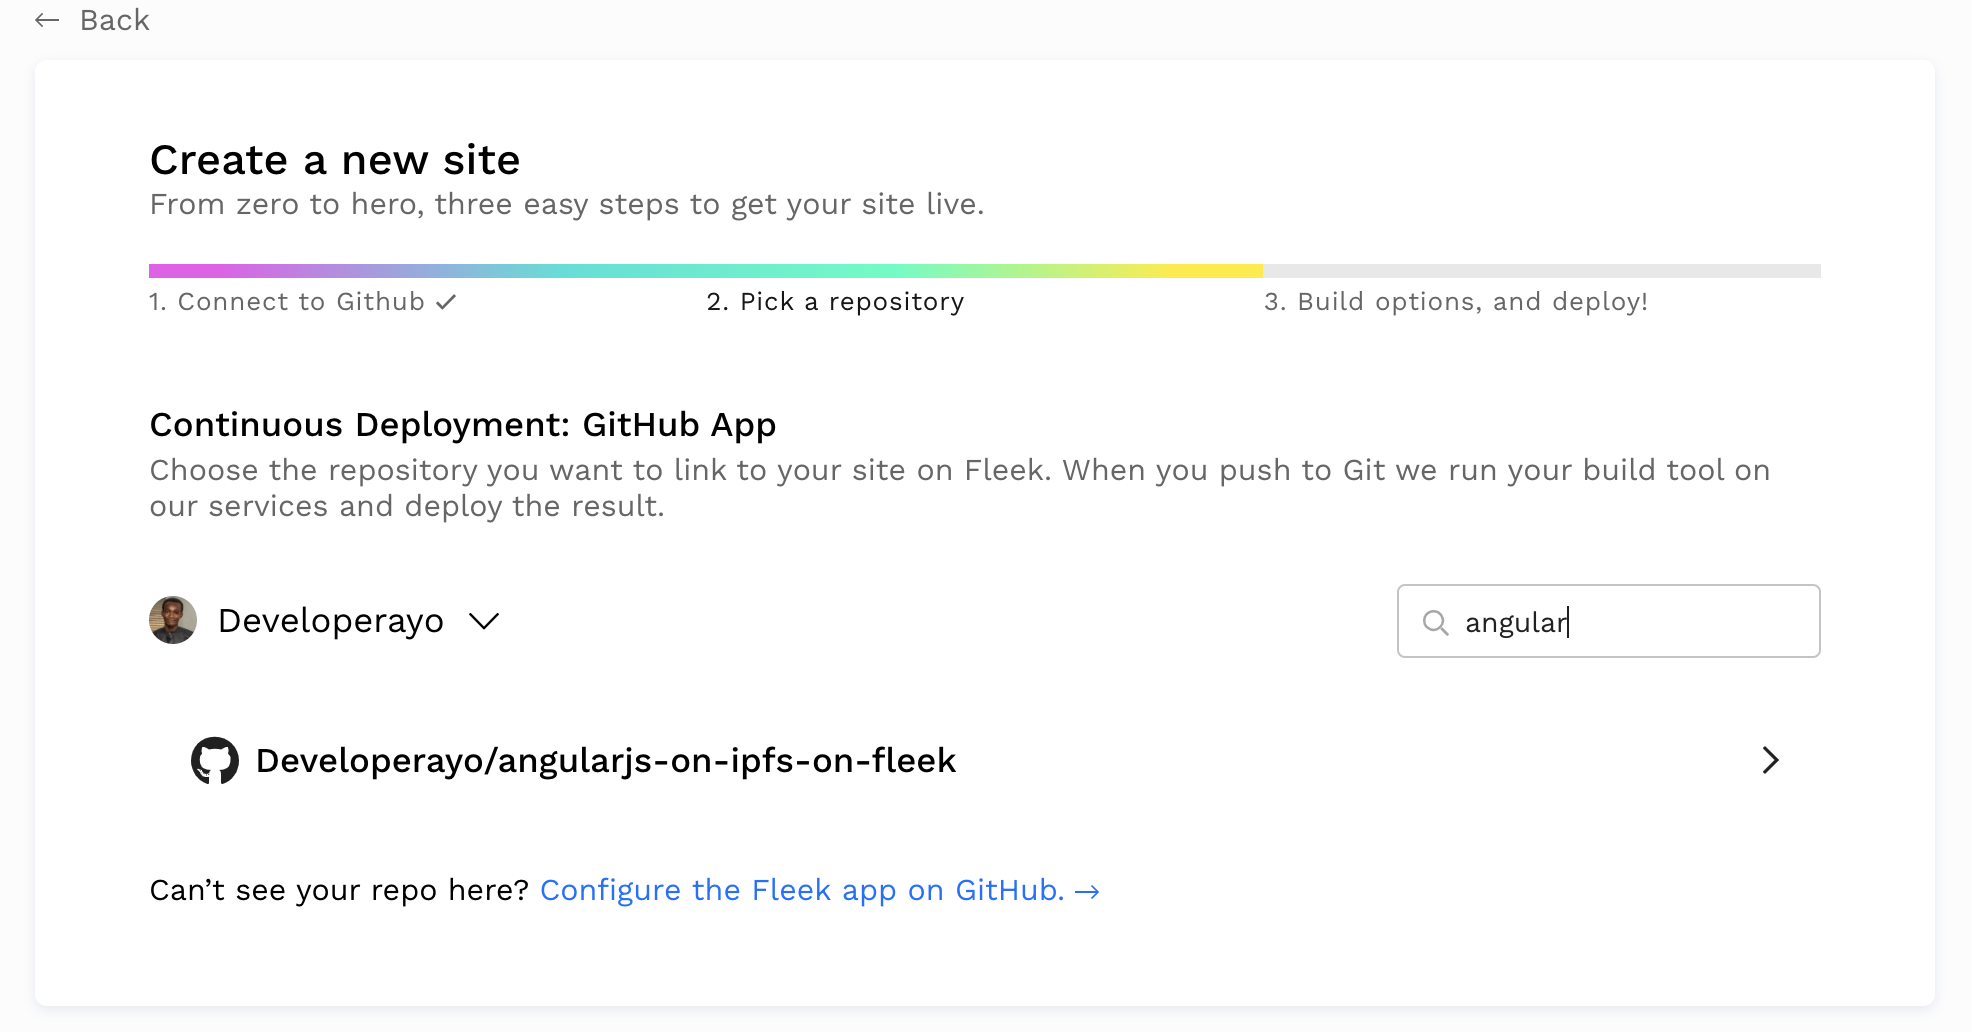 ← Back
Create a new site
From zero to hero, three easy steps to get your site live.
1. Connect to Github ✓
2. Pick a repository
3. Build options, and deploy!
Continuous Deployment: GitHub App
Choose the repository you want to link to your site on Fleek. When you push to Git we run your build tool on
our services and deploy the result.
Developerayo
angular
Developerayo/angularjs-on-ipfs-on-fleek
Can’t see your repo here? Configure the Fleek app on GitHub. →